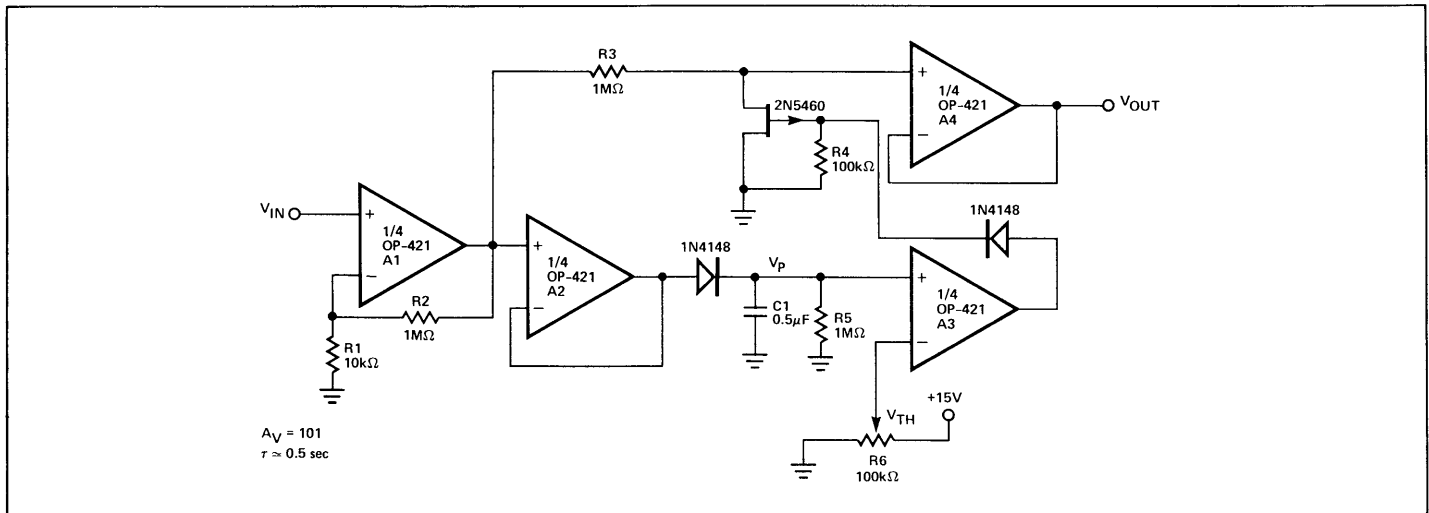 R3
1MΩ
+
1/4
OP-421
A4
−
VOUT
2N5460
R4
100kΩ
VIN
+
1/4
OP-421
A1
−
+
1/4
OP-421
A2
−
1N4148
VP
1N4148
R2
1MΩ
C1
0.5μF
R5
1MΩ
+
1/4
OP-421
A3
−
R1
10kΩ
+15V
VTH
R6
100kΩ
AV = 101
τ ≃ 0.5 sec